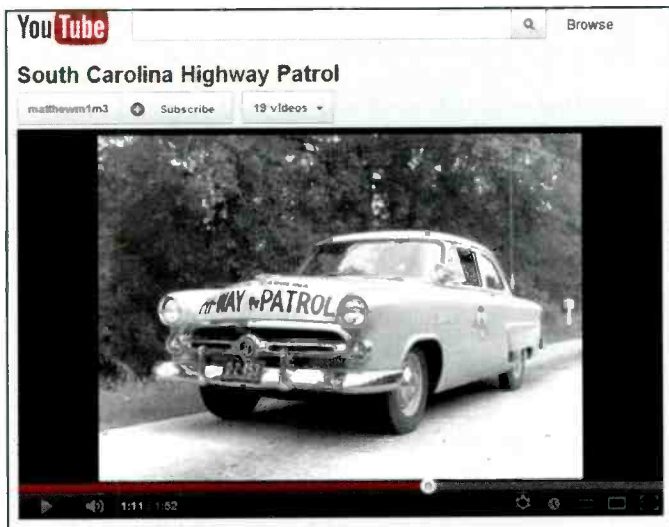 YouTube
Browse
South Carolina Highway Patrol
matthewm1m3 Subscribe 19 videos
WAY PATROL
1:11 / 1:52